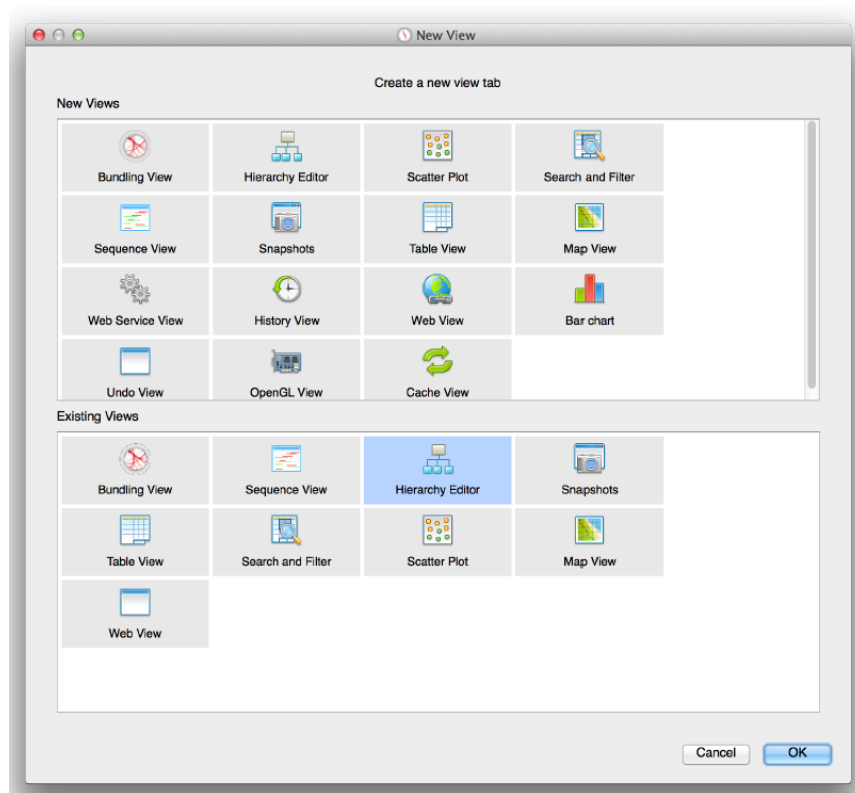 New View
Create a new view tab
New Views
Bundling View Hierarchy Editor Scatter Plot Search and Filter
Sequence View Snapshots Table View Map View
Web Service View History View Web View Bar chart
Undo View OpenGL View Cache View
Existing Views
Bundling View Sequence View Hierarchy Editor Snapshots
Table View Search and Filter Scatter Plot Map View
Web View
Cancel OK